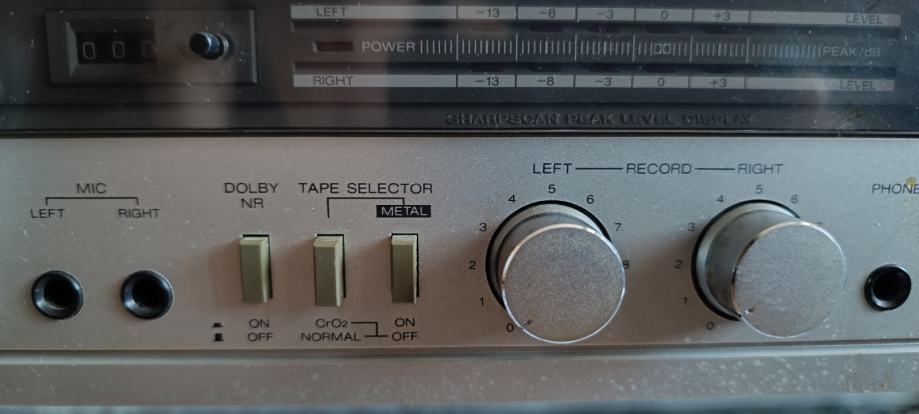 LEFT -13 -8 -3 0 +3 LEVEL
000
POWER PEAK/dB
RIGHT -13 -8 -3 0 +3 LEVEL
SHARPSCAN PEAK LEVEL DISPLAY
LEFT RECORD RIGHT
MIC
LEFT RIGHT
DOLBY
NR
TAPE SELECTOR
METAL
PHONE
0 1 2 3 4 5 6 7 8
0 1 2 3 4 5 6
ON
OFF
CrO2 ON
NORMAL OFF